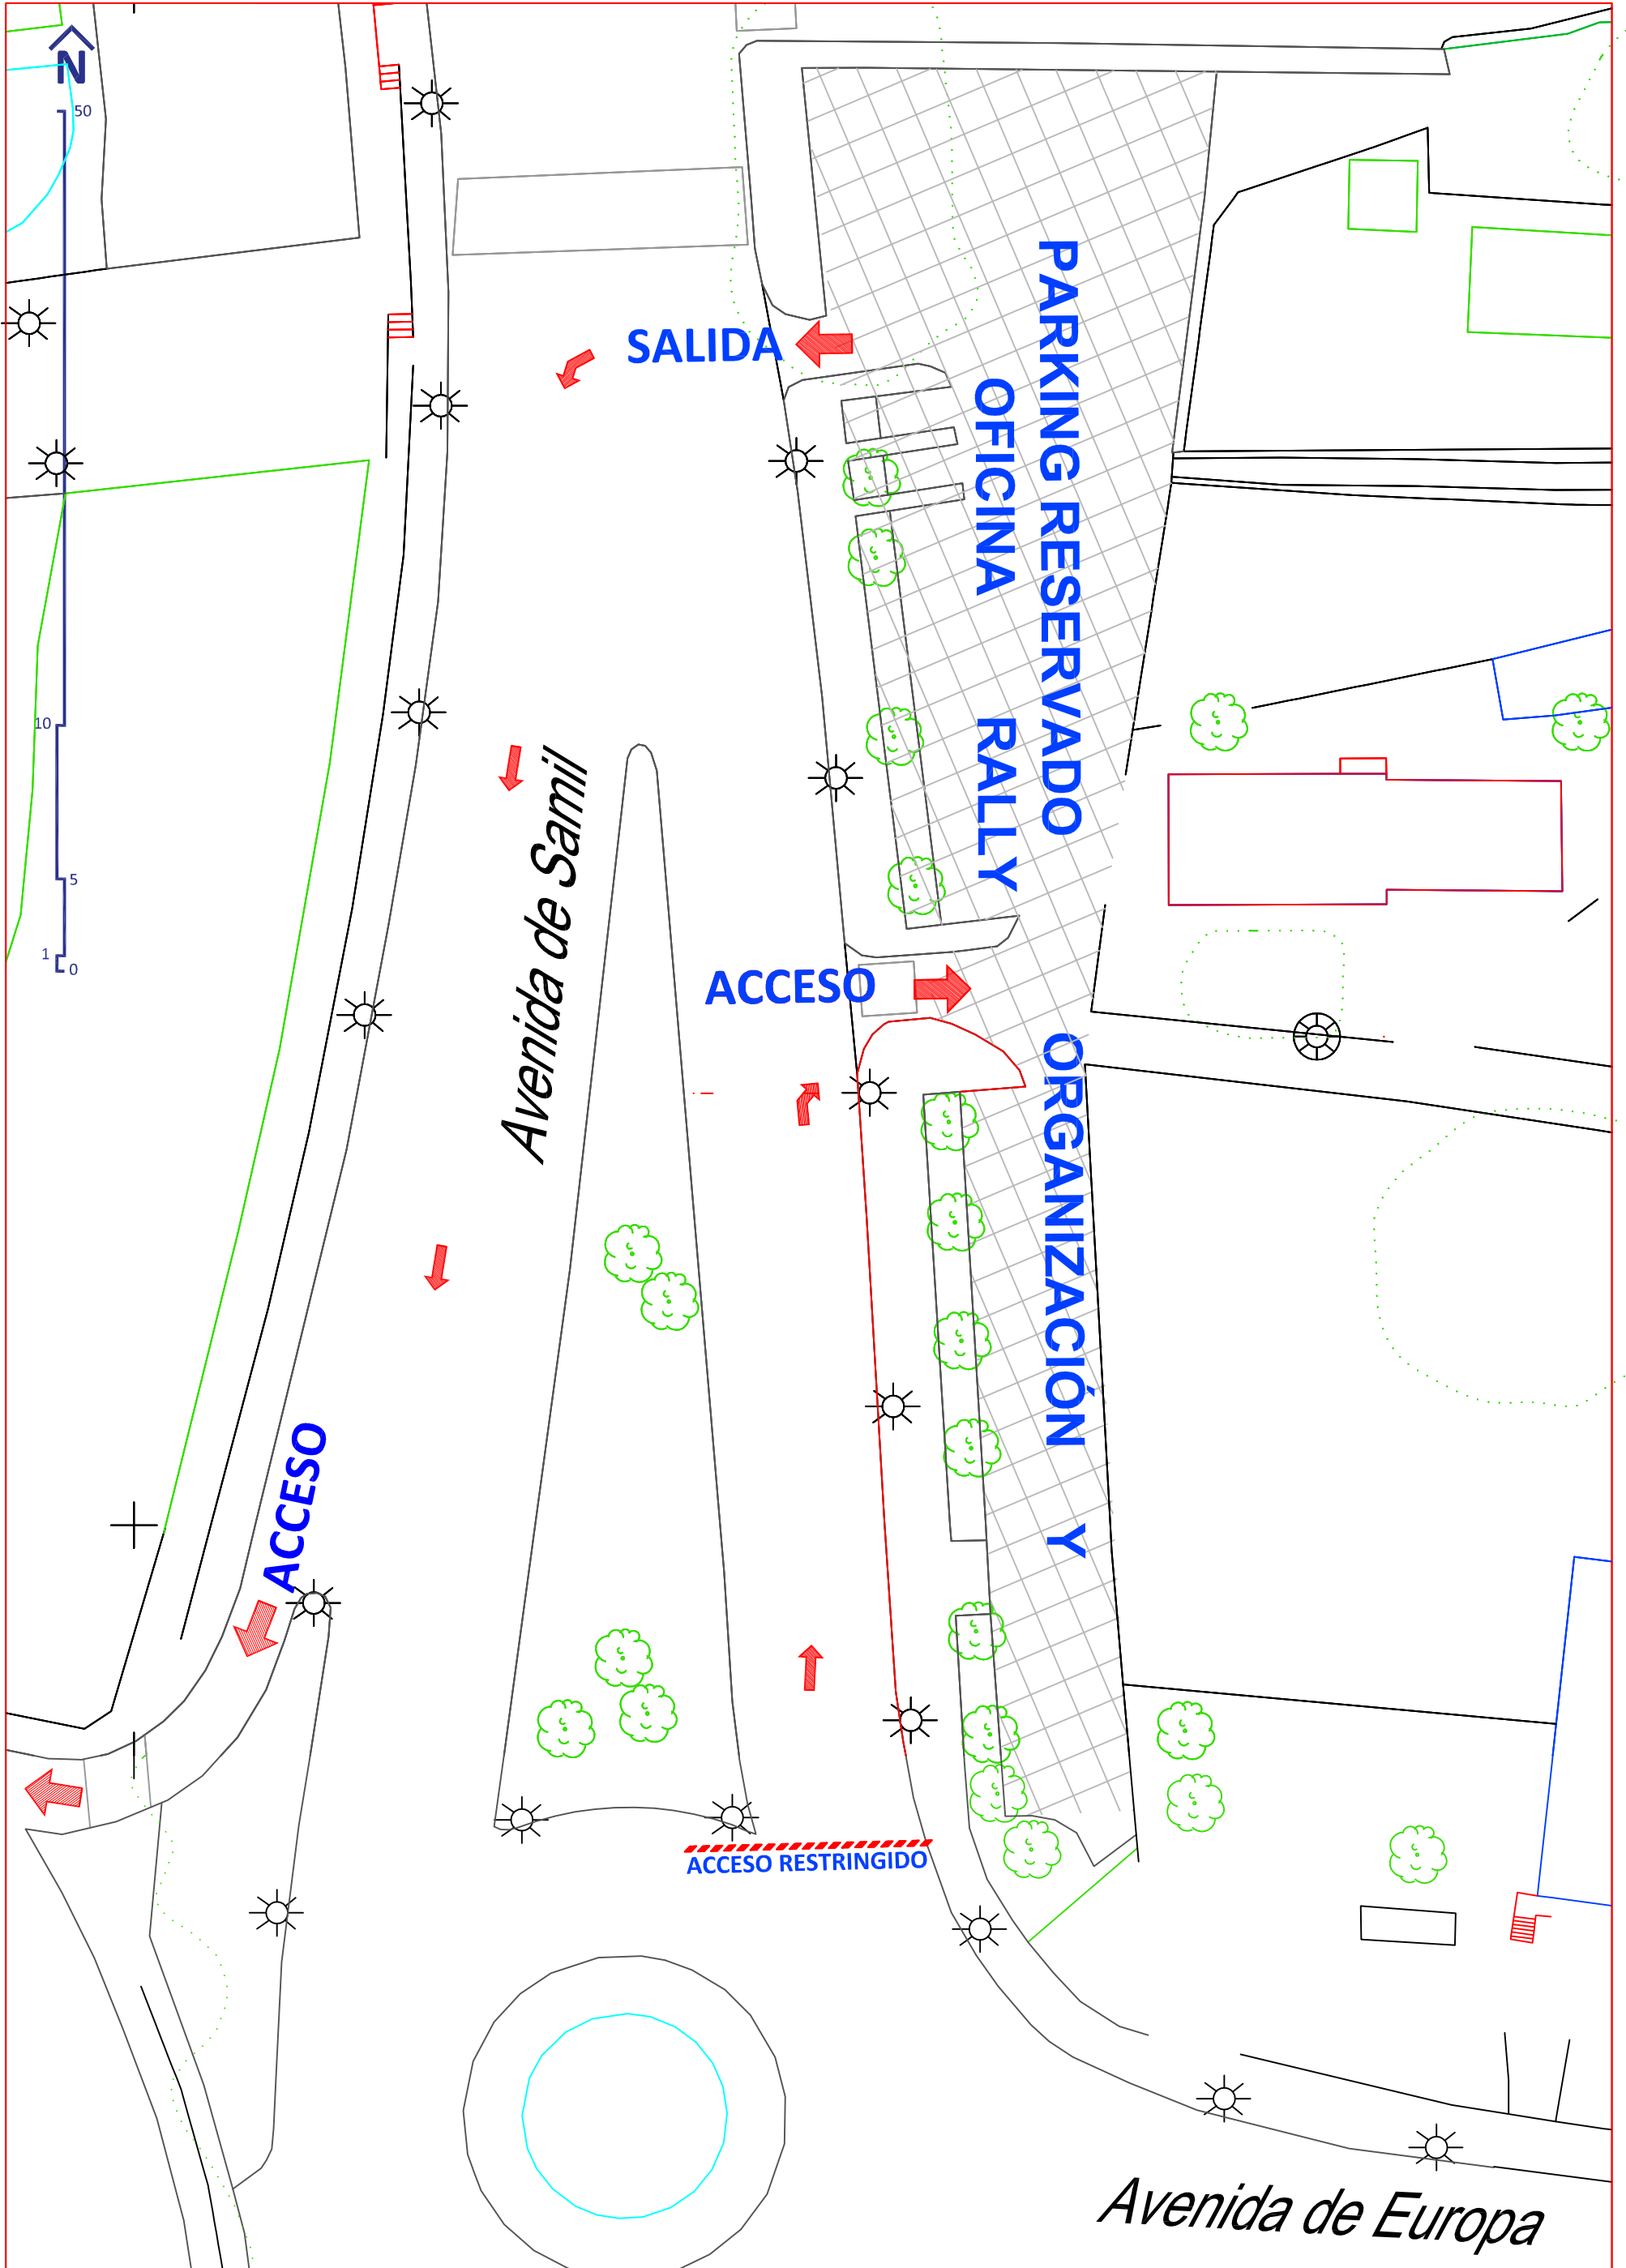 N
50
10
5
1
0
SALIDA
PARKING RESERVADO
OFICINA RALLY
ORGANIZACIÓN Y
Avenida de Samil
ACCESO
ACCESO
ACCESO RESTRINGIDO
Avenida de Europa